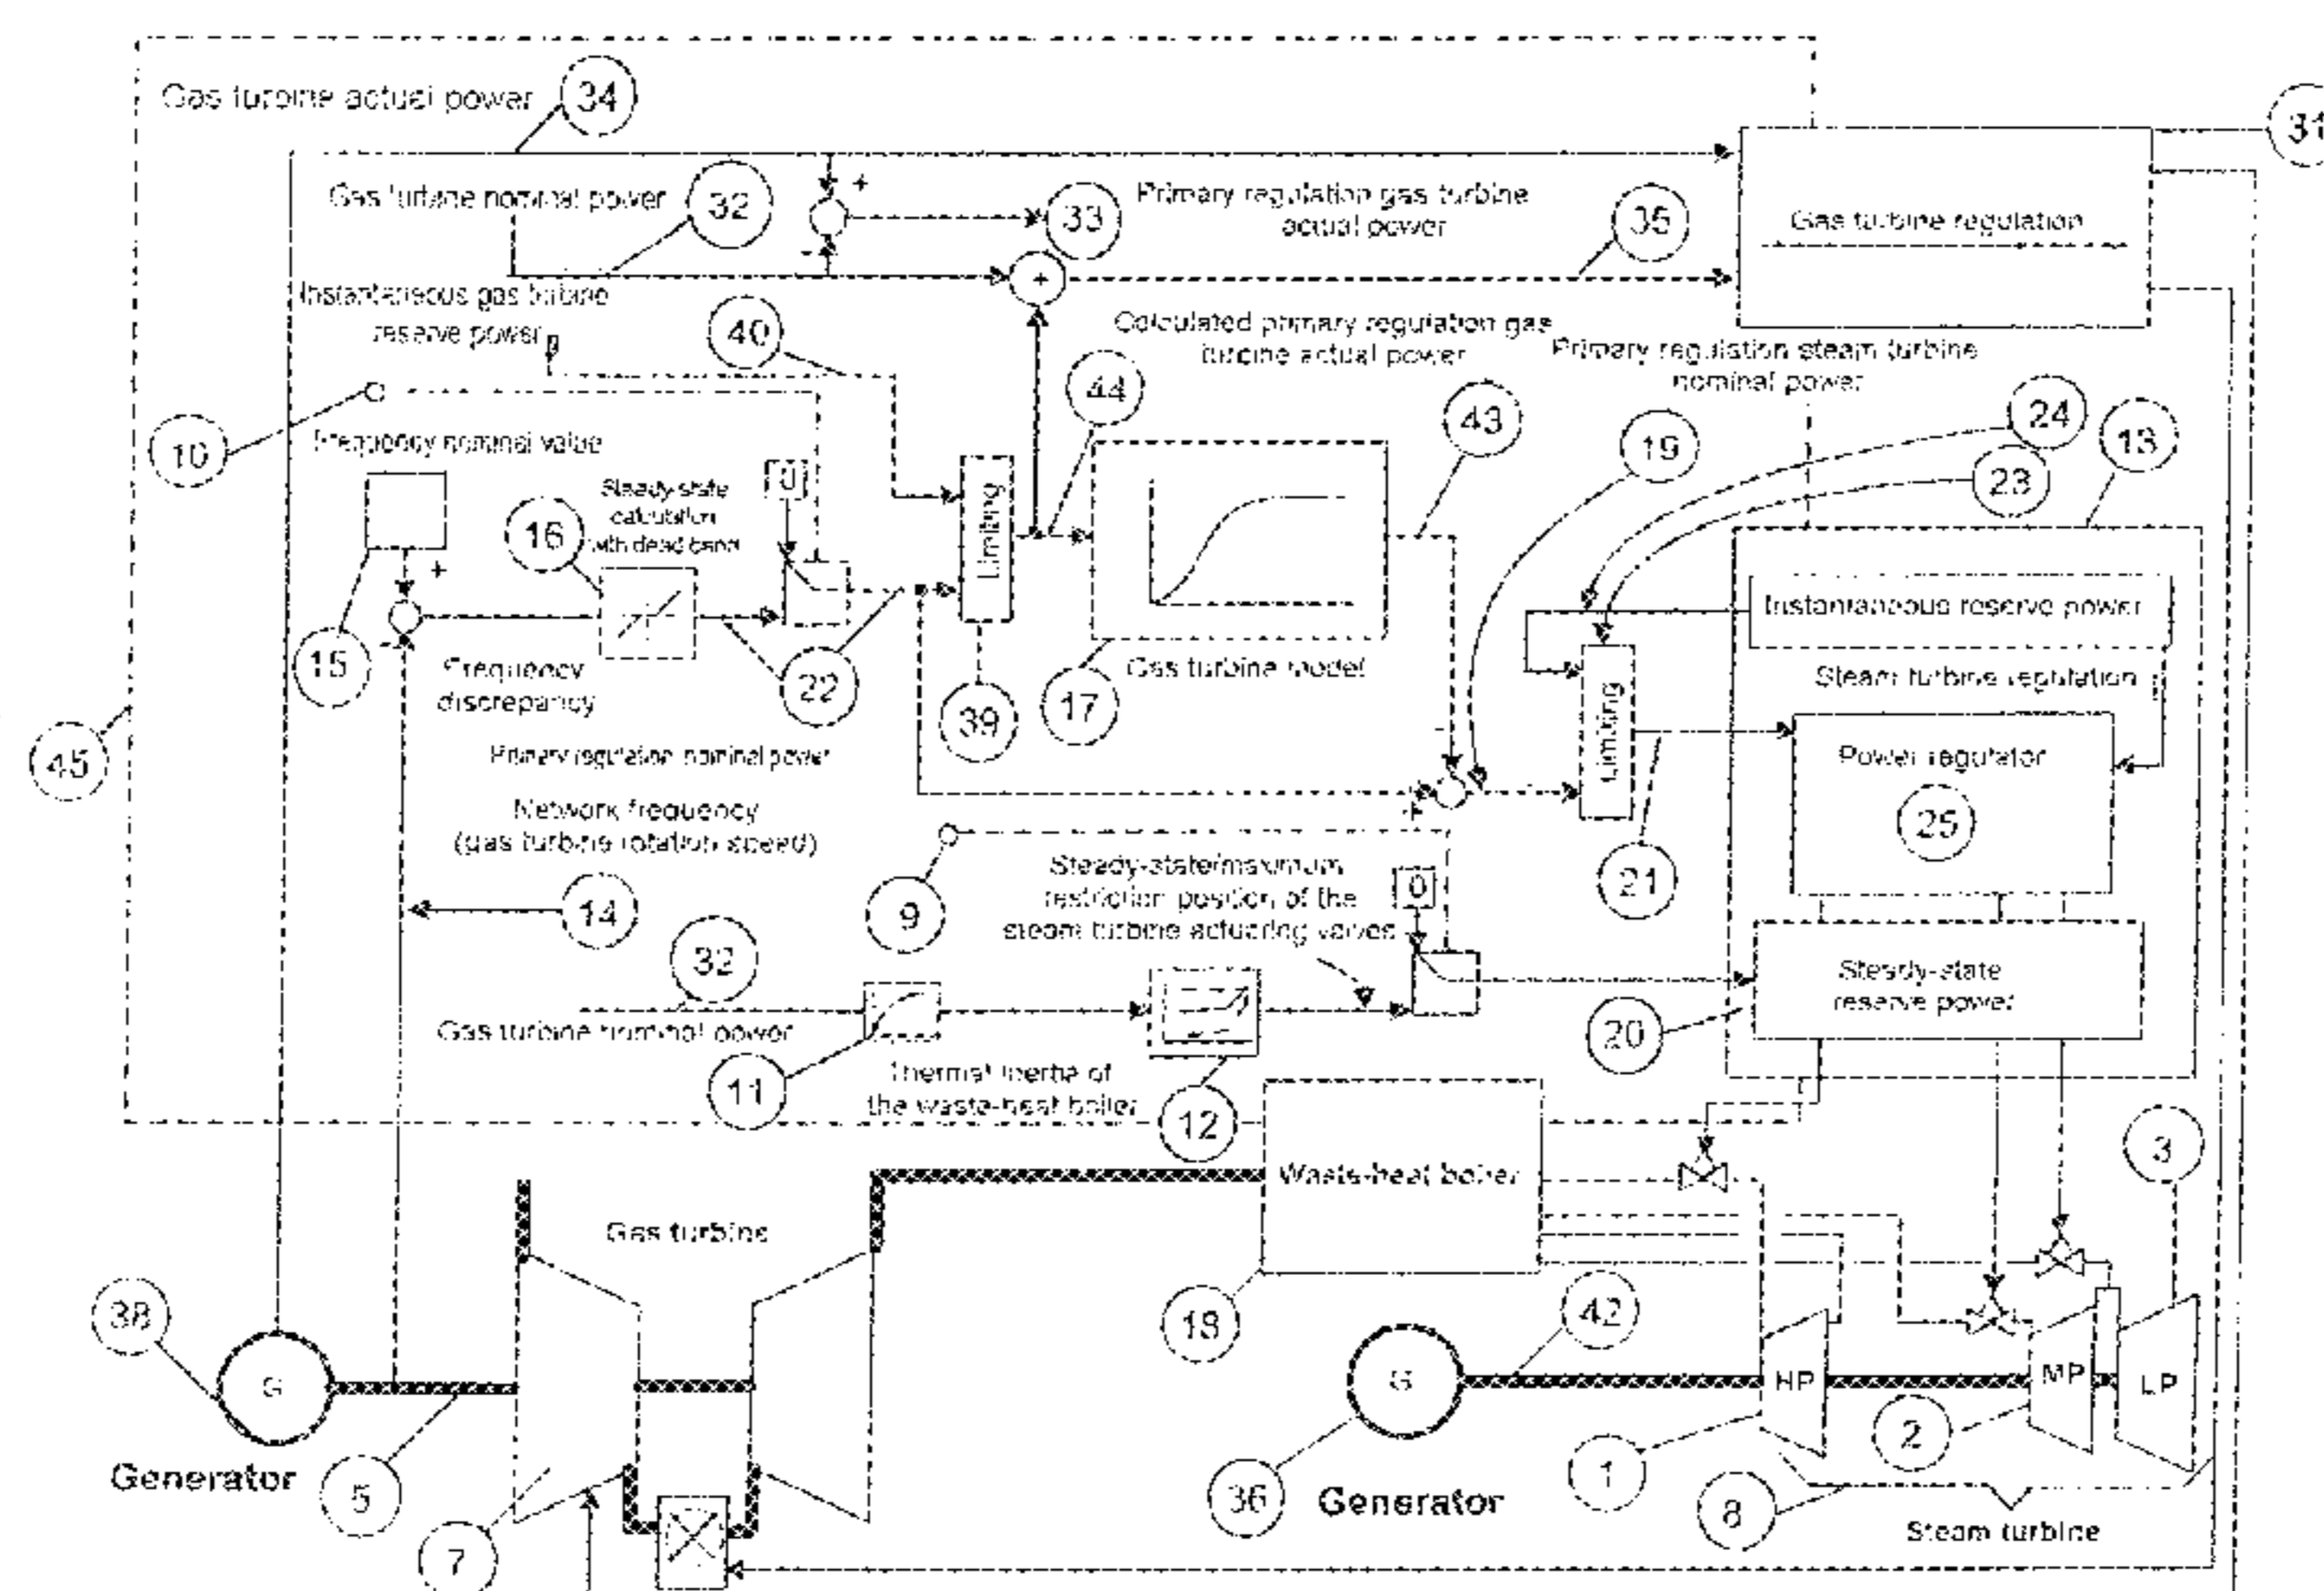 Gas turbine actual power
34
31
Gas turbine nominal power
32
+
33
Primary regulation gas turbine
actual power
35
Gas turbine regulation
-
+
Instantaneous gas turbine
reserve power
40
Calculated primary regulation gas
turbine actual power
Primary regulation steam turbine
nominal power
44
43
19
24
13
23
10
Frequency nominal value
16
Steady-state
calculation
with dead band
0
Limiting
+
-
15
Frequency
discrepancy
22
39
17
Gas turbine model
Instantaneous reserve power
Steam turbine regulation
Limiting
Power regulator
25
45
Primary regulation nominal power
-
+
Network frequency
(gas turbine rotation speed)
14
9
Steady-state/maximum
restriction position of the
steam turbine actuating valves
0
21
32
Gas turbine nominal power
11
Thermal inertia of
the waste-heat boiler
12
20
Steady-state
reserve power
3
Waste-heat boiler
Gas turbine
18
42
38
G
G
HP
MP
LP
Generator
5
36
Generator
1
2
8
Steam turbine
7